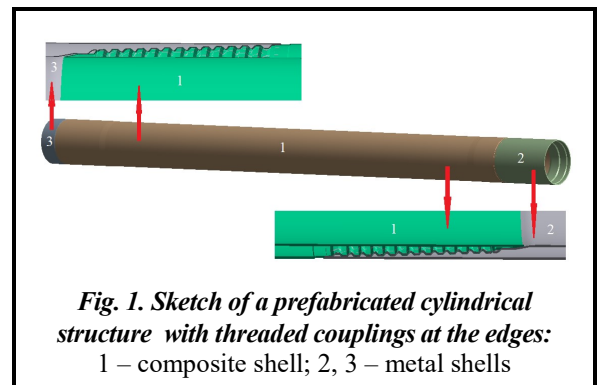 3
1
3
1
2
1
2
Fig. 1. Sketch of a prefabricated cylindrical
structure with threaded couplings at the edges:
1 – composite shell; 2, 3 – metal shells